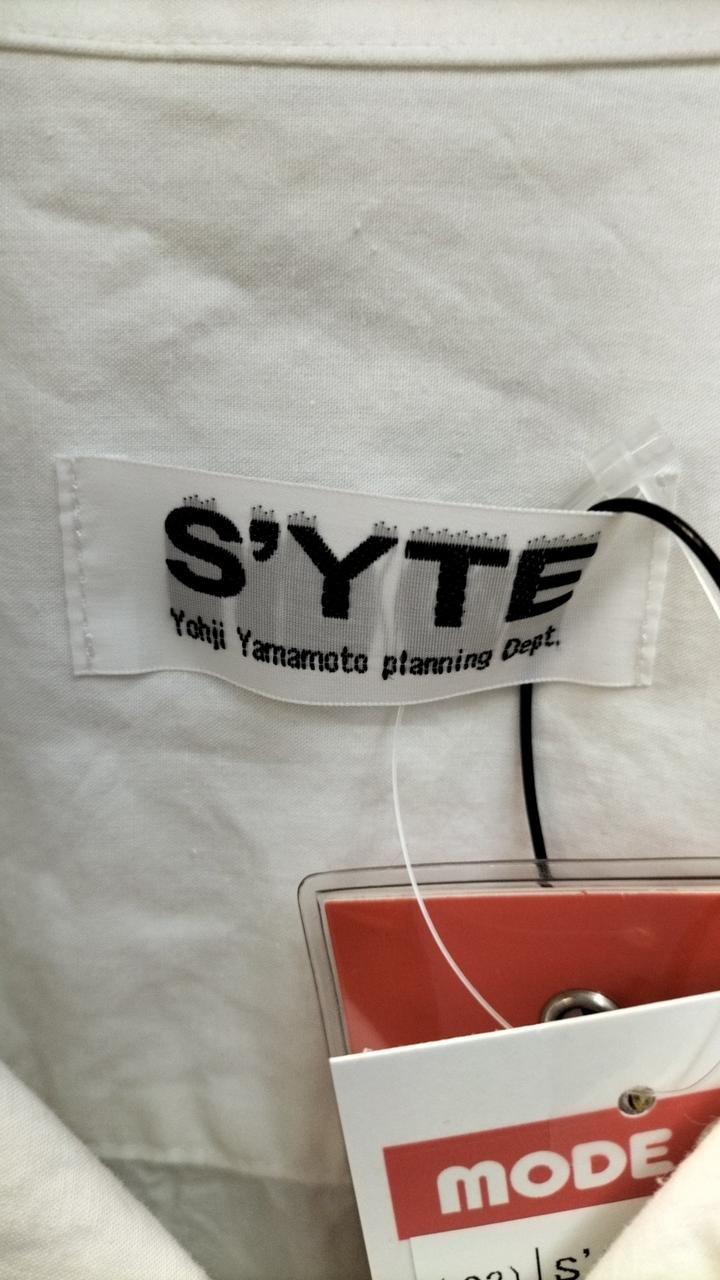 S'YTE
Yohji Yamamoto planning Dept.
MODE
S'